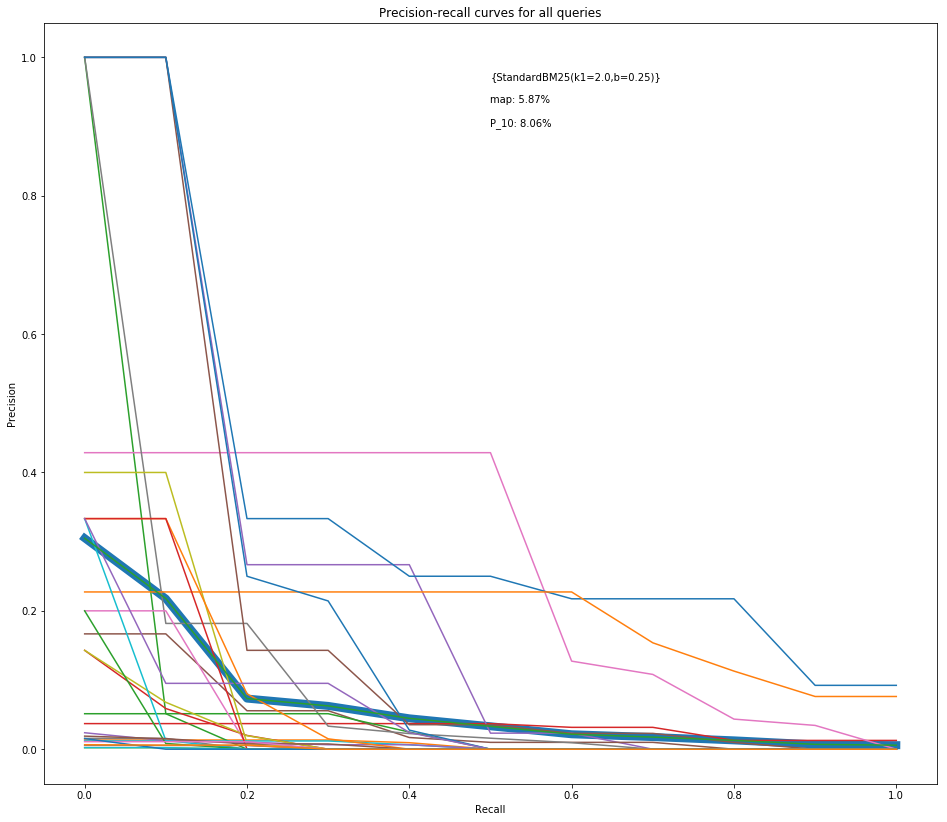 Precision-recall curves for all queries
{StandardBM25(k1=2.0,b=0.25)}
map: 5.87%
P_10: 8.06%
Precision
1.0
0.8
0.6
0.4
0.2
0.0
0.0 0.2 0.4 0.6 0.8 1.0
Recall